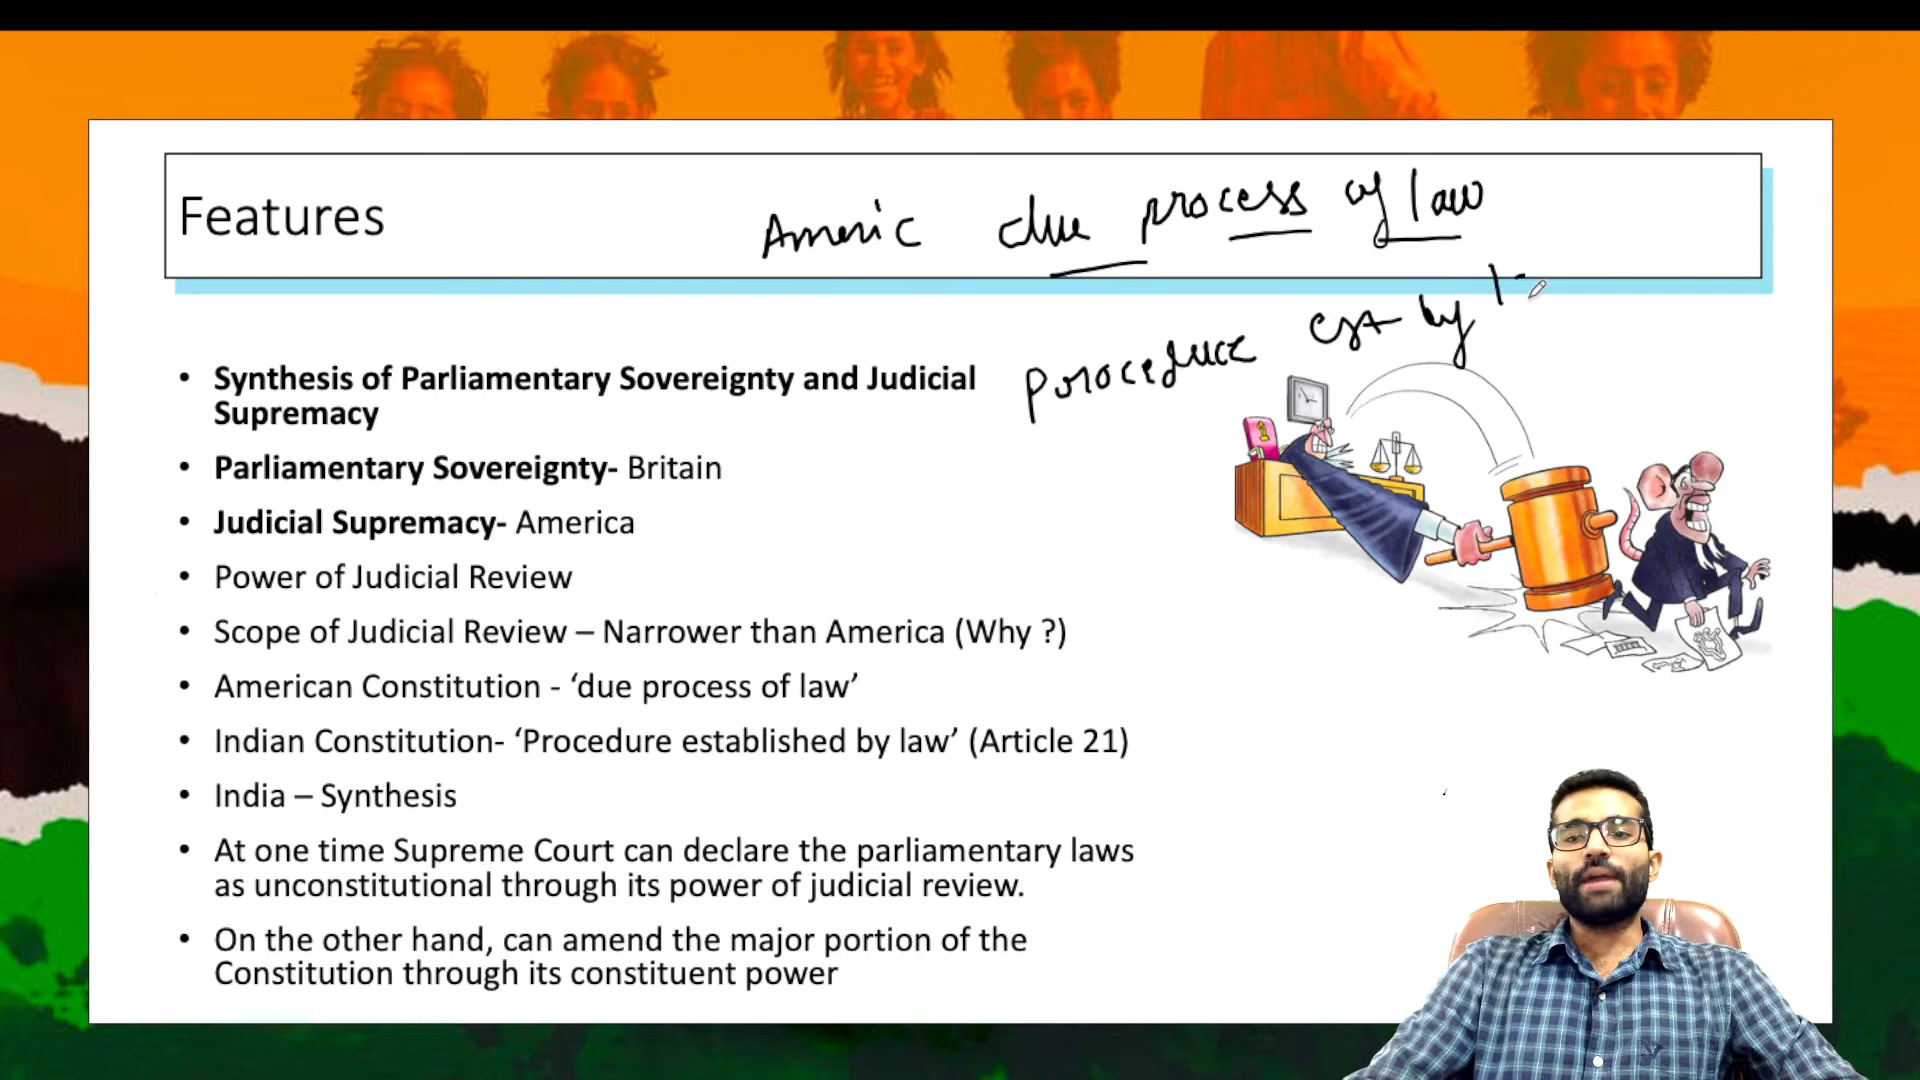 Features
Americ due process of law
procedure est by l
• Synthesis of Parliamentary Sovereignty and Judicial
Supremacy
• Parliamentary Sovereignty- Britain
• Judicial Supremacy- America
• Power of Judicial Review
• Scope of Judicial Review – Narrower than America (Why ?)
• American Constitution - ‘due process of law’
• Indian Constitution- ‘Procedure established by law’ (Article 21)
• India – Synthesis
• At one time Supreme Court can declare the parliamentary laws
as unconstitutional through its power of judicial review.
• On the other hand, can amend the major portion of the
Constitution through its constituent power